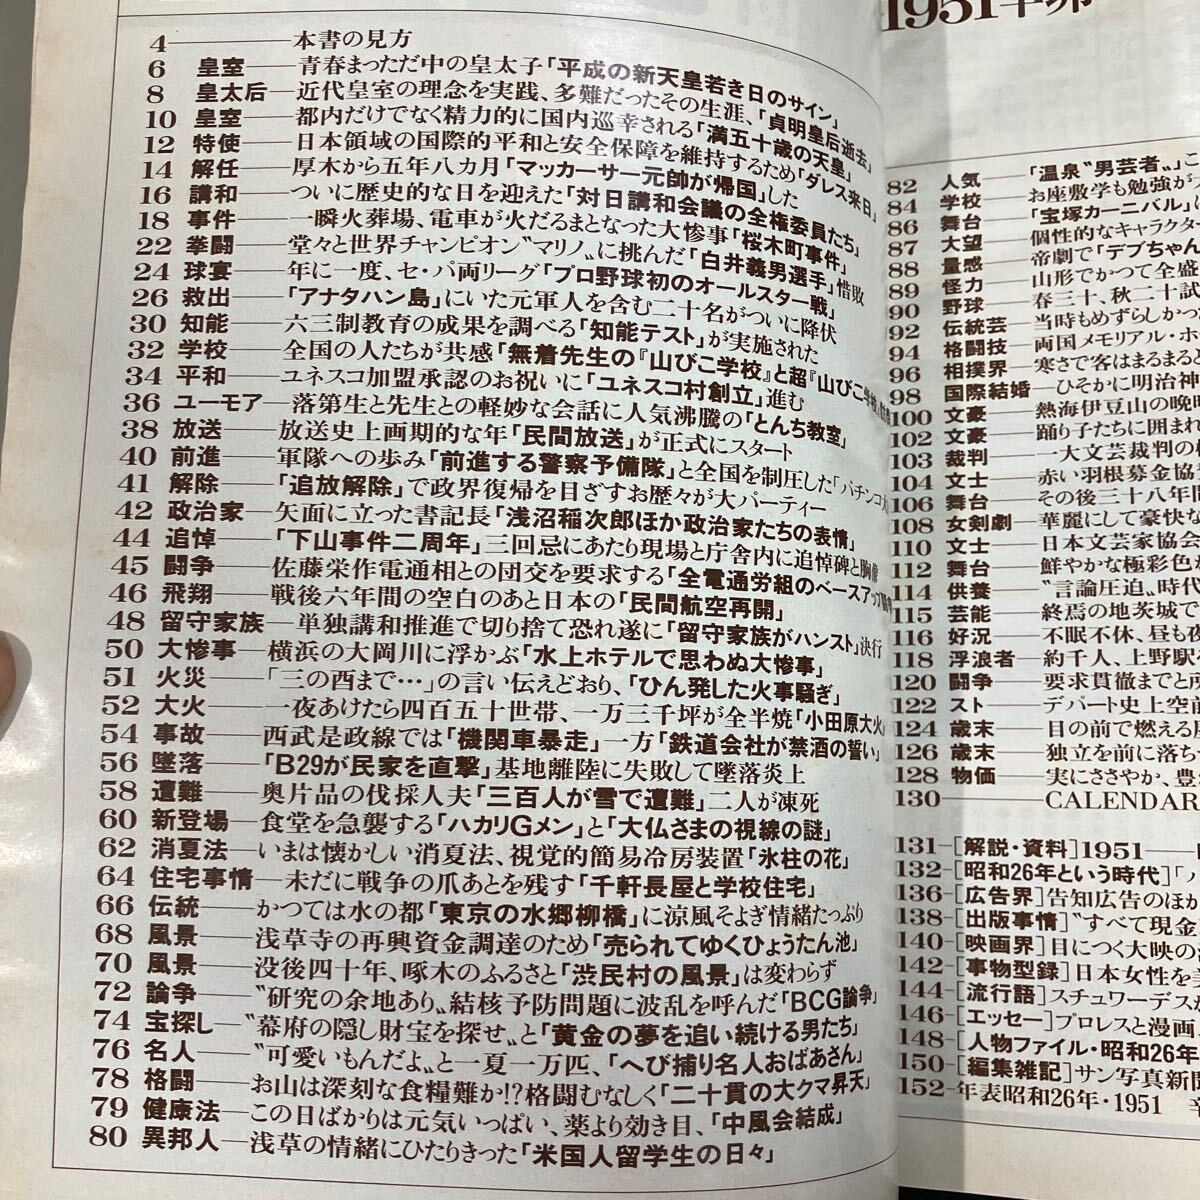 4―――本書の見方
6 皇室―青春まっただ中の皇太子「平成の新天皇若き日のサイン」
8 皇太后―近代皇室の理念を実践、多難だったその生涯、「貞明皇后逝去」
10 皇室―都内だけでなく精力的に国内巡幸される「満五十歳の天皇」
12 特使―日本領域の国際的平和と安全保障を維持するため「ダレス来日」
14 解任―厚木から五年八カ月「マッカーサー元帥が帰国」した
16 講和―ついに歴史的な日を迎えた「対日講和会議の全権委員たち」
18 事件―一瞬火葬場、電車が火だるまとなった大惨事「桜木町事件」
22 拳闘―堂々と世界チャンピオン〝マリノ〟に挑んだ「白井義男選手」惜敗
24 球宴―年に一度、セ・パ両リーグ「プロ野球初のオールスター戦」
26 救出―「アナタハン島」にいた元軍人を含む二十名がついに降伏
30 知能―六三制教育の成果を調べる「知能テスト」が実施された
32 学校―全国の人たちが共感「無着先生の『山びこ学校』と超『山びこ学校』
34 平和―ユネスコ加盟承認のお祝いに「ユネスコ村創立」進む
36 ユーモア―落第生と先生との軽妙な会話に人気沸騰の「とんち教室」
38 放送―放送史上画期的な年「民間放送」が正式にスタート
40 前進―軍隊への歩み「前進する警察予備隊」と全国を制圧した「パチンコ大
41 解除―「追放解除」で政界復帰を目ざすお歴々が大パーティー
42 政治家―矢面に立った書記長「浅沼稲次郎ほか政治家たちの表情」
44 追悼―「下山事件二周年」三回忌にあたり現場と庁舎内に追悼碑と胸像
45 闘争―佐藤栄作電通相との団交を要求する「全電通労組のベースアップ闘争
46 飛翔―戦後六年間の空白のあと日本の「民間航空再開」
48 留守家族―単独講和推進で切り捨て恐れ遂に「留守家族がハンスト」決行
50 大惨事―横浜の大岡川に浮かぶ「水上ホテルで思わぬ大惨事」
51 火災―「三の酉まで…」の言い伝えどおり、「ひん発した火事騒ぎ」
52 大火―一夜あけたら四百五十世帯、一万三千坪が全半焼「小田原大火」
54 事故―西武是政線では「機関車暴走」一方「鉄道会社が禁酒の誓い」
56 墜落―「B29が民家を直撃」基地離陸に失敗して墜落炎上
58 遭難―奥片品の伐採人夫「三百人が雪で遭難」二人が凍死
60 新登場―食堂を急襲する「ハカリGメン」と「大仏さまの視線の謎」
62 消夏法―いまは懐かしい消夏法、視覚的簡易冷房装置「氷柱の花」
64 住宅事情―未だに戦争の爪あとを残す「千軒長屋と学校住宅」
66 伝統―かつては水の都「東京の水郷柳橋」に涼風そよぎ情緒たっぷり
68 風景―浅草寺の再興資金調達のため「売られてゆくひょうたん池」
70 風景―没後四十年、啄木のふるさと「渋民村の風景」は変わらず
72 論争―〝研究の余地あり〟結核予防問題に波乱を呼んだ「BCG論争」
74 宝探し―〝幕府の隠し財宝を探せ〟と「黄金の夢を追い続ける男たち」
76 名人―〝可愛いもんだよ〟と一夏一万匹、「へび捕り名人おばあさん」
78 格闘―お山は深刻な食糧難か!?格闘むなしく「二十貫の大クマ昇天」
79 健康法―この日ばかりは元気いっぱい、薬より効き目、「中風会結成」
80 異邦人―浅草の情緒にひたりきった「米国人留学生の日々」
1951辛卯
82 人気―「温泉〝男芸者〟」こ
84 学校―お座敷学も勉強が
86 舞台―「宝塚カーニバル」に
87 大望―個性的なキャラクター
88 量感―帝劇で「デブちゃん
89 怪力―山形でかつて全盛
90 野球―春三十、秋二十試
92 伝統芸―当時もめずらしかっ
94 格闘技―両国メモリアル・ホ
96 相撲界―寒さで客はまるまると
98 国際結婚―ひそかに明治神
100 文豪―熱海伊豆山の晩
102 文豪―踊り子たちに囲まれ
103 裁判―一大文芸裁判の
104 文士―赤い羽根募金協
106 舞台―その後三十八年間
108 女剣劇―華麗にして豪快な
110 文士―日本文芸家協会
112 舞台―鮮やかな極彩色か
114 供養―〝言論圧迫〟時代
115 芸能―終焉の地茨城で
116 好況―不眠不休、昼も夜
118 浮浪者―約千人、上野駅
120 闘争―要求貫徹までと所
122 スト―デパート史上空前
124 歳末―目の前で燃える座
126 歳末―独立を前に落ち
128 物価―実にささやか、豊
130―――CALENDAR
131-[解説・資料]1951―
132-[昭和26年という時代]「ノ
136-[広告界]告知広告のほか
138-[出版事情]〝すべて現金
140-[映画界]目につく大映の
142-[事物型録]日本女性を
144-[流行語]スチュワーデス
146-[エッセー]プロレスと漫画
148-[人物ファイル・昭和26年
150-[編集雑記]サン写真新聞
152-年表昭和26年・1951 辛